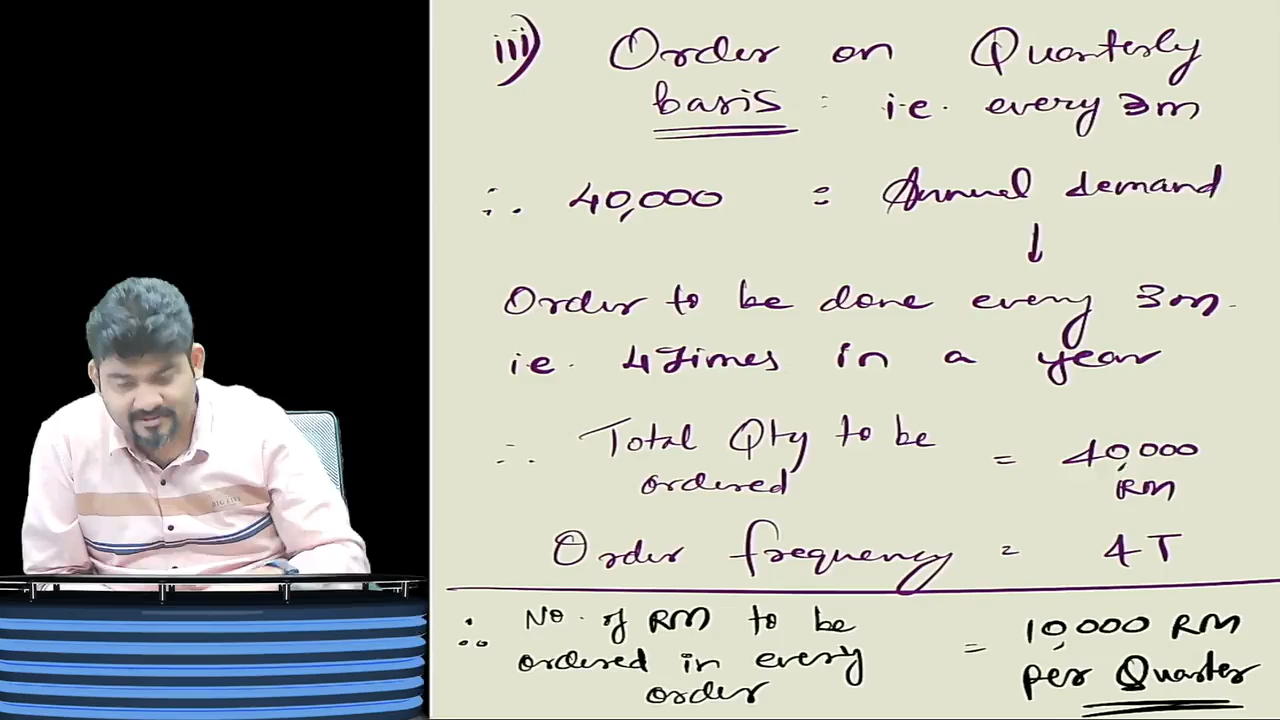 iii) Order on Quarterly
basis : i.e. every 3m
∴ 40,000 = Annual demand
↓
Order to be done every 3m.
i.e. 4 Times in a year
∴ Total Qty to be
ordered = 40,000
RM
Order frequency = 4T
∴ No. of RM to be
ordered in every
order = 10,000 RM
per Quarter